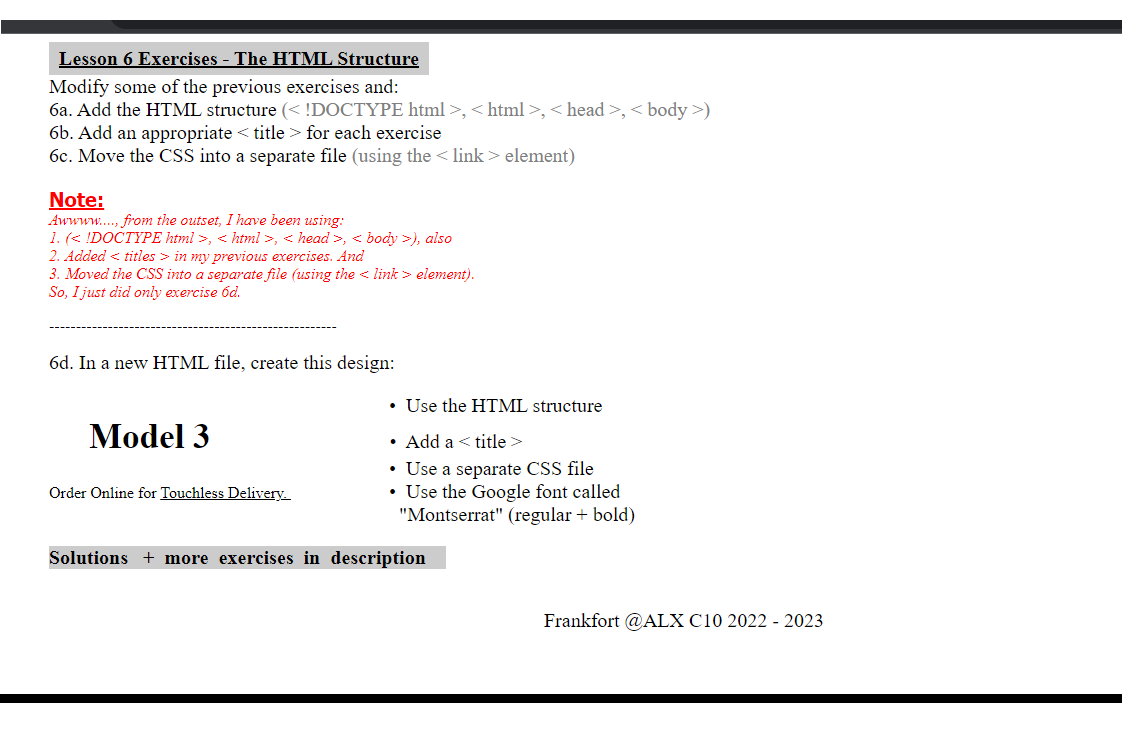 Lesson 6 Exercises - The HTML Structure
Modify some of the previous exercises and:
6a. Add the HTML structure (< !DOCTYPE html >, < html >, < head >, < body >)
6b. Add an appropriate < title > for each exercise
6c. Move the CSS into a separate file (using the < link > element)
Note:
Awwww...., from the outset, I have been using:
1. (< !DOCTYPE html >, < html >, < head >, < body >), also
2. Added < titles > in my previous exercises. And
3. Moved the CSS into a separate file (using the < link > element).
So, I just did only exercise 6d.
------------------------------------------------------
6d. In a new HTML file, create this design:
Model 3
Order Online for Touchless Delivery.
• Use the HTML structure
• Add a < title >
• Use a separate CSS file
• Use the Google font called
"Montserrat" (regular + bold)
Solutions + more exercises in description
Frankfort @ALX C10 2022 - 2023